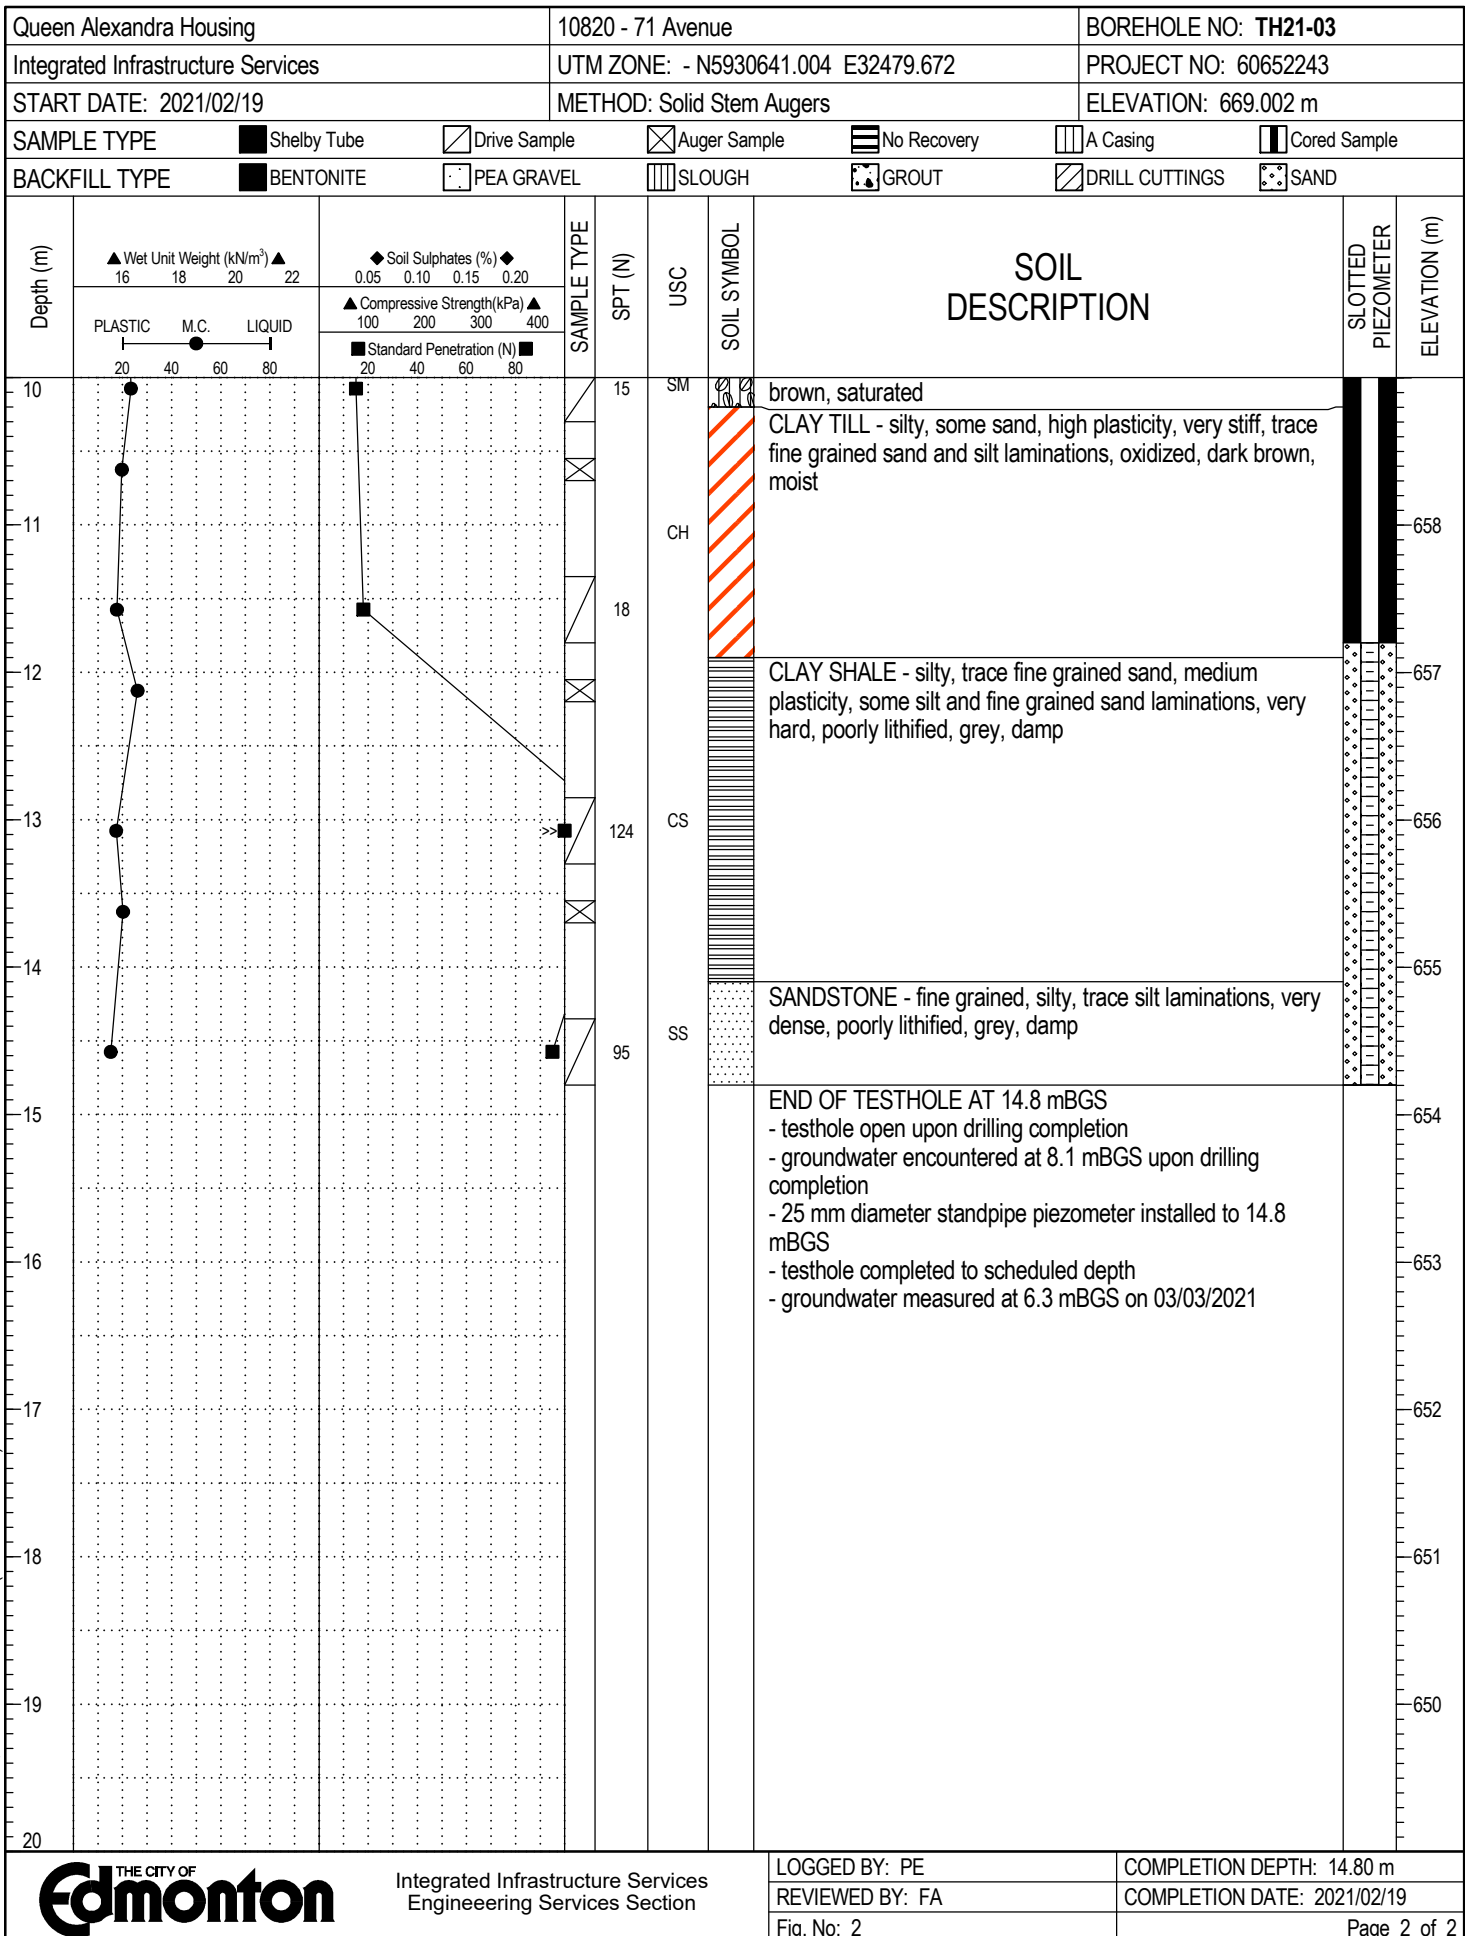 Queen Alexandra Housing 10820 - 71 Avenue BOREHOLE NO: TH21-03
Integrated Infrastructure Services UTM ZONE: - N5930641.004 E32479.672 PROJECT NO: 60652243
START DATE: 2021/02/19 METHOD: Solid Stem Augers ELEVATION: 669.002 m
SAMPLE TYPE Shelby Tube Drive Sample Auger Sample No Recovery A Casing Cored Sample
BACKFILL TYPE BENTONITE PEA GRAVEL SLOUGH GROUT DRILL CUTTINGS SAND
Depth (m)
▲ Wet Unit Weight (kN/m³) ▲
16 18 20 22
PLASTIC M.C. LIQUID
20 40 60 80
◆ Soil Sulphates (%) ◆
0.05 0.10 0.15 0.20
▲ Compressive Strength(kPa) ▲
100 200 300 400
■ Standard Penetration (N) ■
20 40 60 80
SAMPLE TYPE
SPT (N)
USC
SOIL SYMBOL
SOIL
DESCRIPTION
SLOTTED
PIEZOMETER
ELEVATION (m)
10 15 SM brown, saturated
CLAY TILL - silty, some sand, high plasticity, very stiff, trace
fine grained sand and silt laminations, oxidized, dark brown,
moist
11 CH 658
18
12 CLAY SHALE - silty, trace fine grained sand, medium 657
plasticity, some silt and fine grained sand laminations, very
hard, poorly lithified, grey, damp
13 >> 124 CS 656
14 655
SANDSTONE - fine grained, silty, trace silt laminations, very
dense, poorly lithified, grey, damp
95 SS
END OF TESTHOLE AT 14.8 mBGS
15 654
- testhole open upon drilling completion
- groundwater encountered at 8.1 mBGS upon drilling
completion
- 25 mm diameter standpipe piezometer installed to 14.8
mBGS
16 653
- testhole completed to scheduled depth
- groundwater measured at 6.3 mBGS on 03/03/2021
17 652
18 651
19 650
20
THE CITY OF
Edmonton
Integrated Infrastructure Services
Engineeering Services Section
LOGGED BY: PE COMPLETION DEPTH: 14.80 m
REVIEWED BY: FA COMPLETION DATE: 2021/02/19
Fig. No: 2 Page 2 of 2